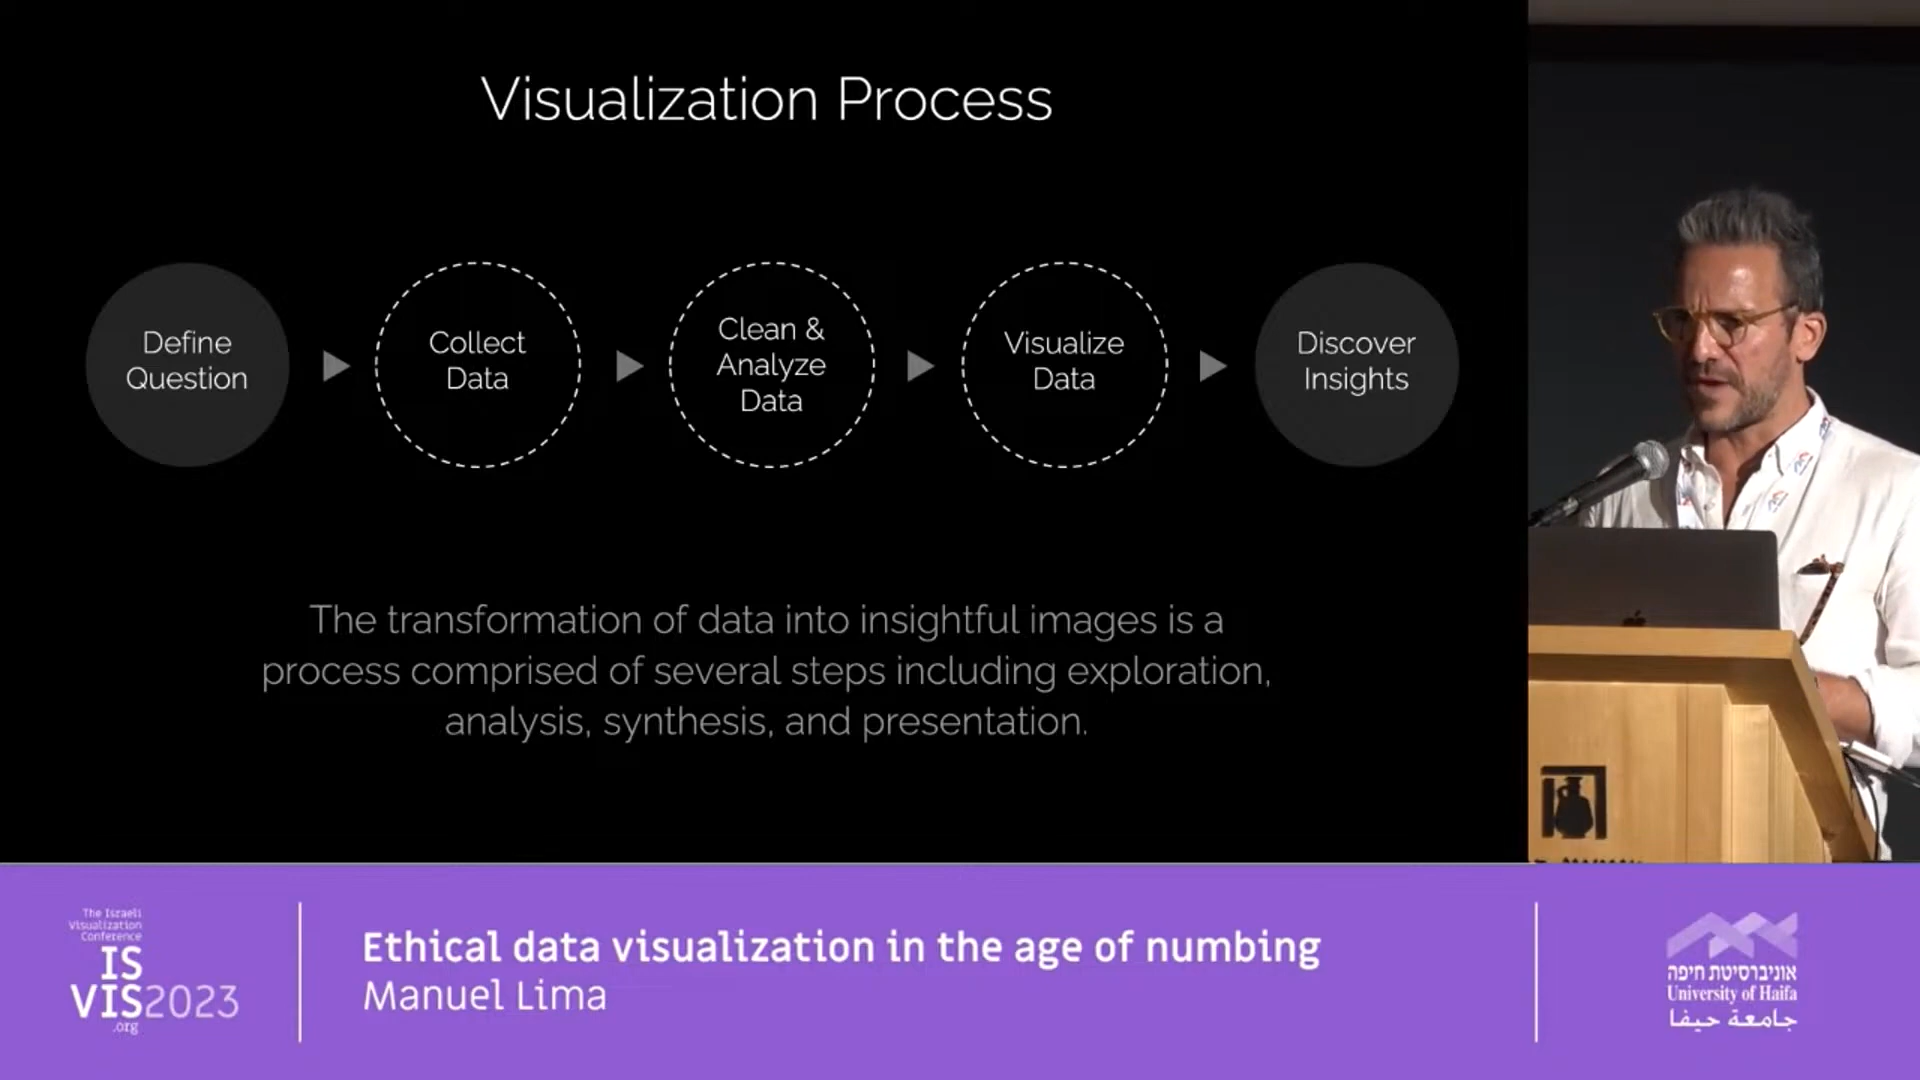 Visualization Process
Define
Question
Collect
Data
Clean &
Analyze
Data
Visualize
Data
Discover
Insights
The transformation of data into insightful images is a
process comprised of several steps including exploration,
analysis, synthesis, and presentation.
The Israeli
Visualization
Conference
IS
VIS2023
.org
Ethical data visualization in the age of numbing
Manuel Lima
אוניברסיטת חיפה
University of Haifa
جامعة حيفا